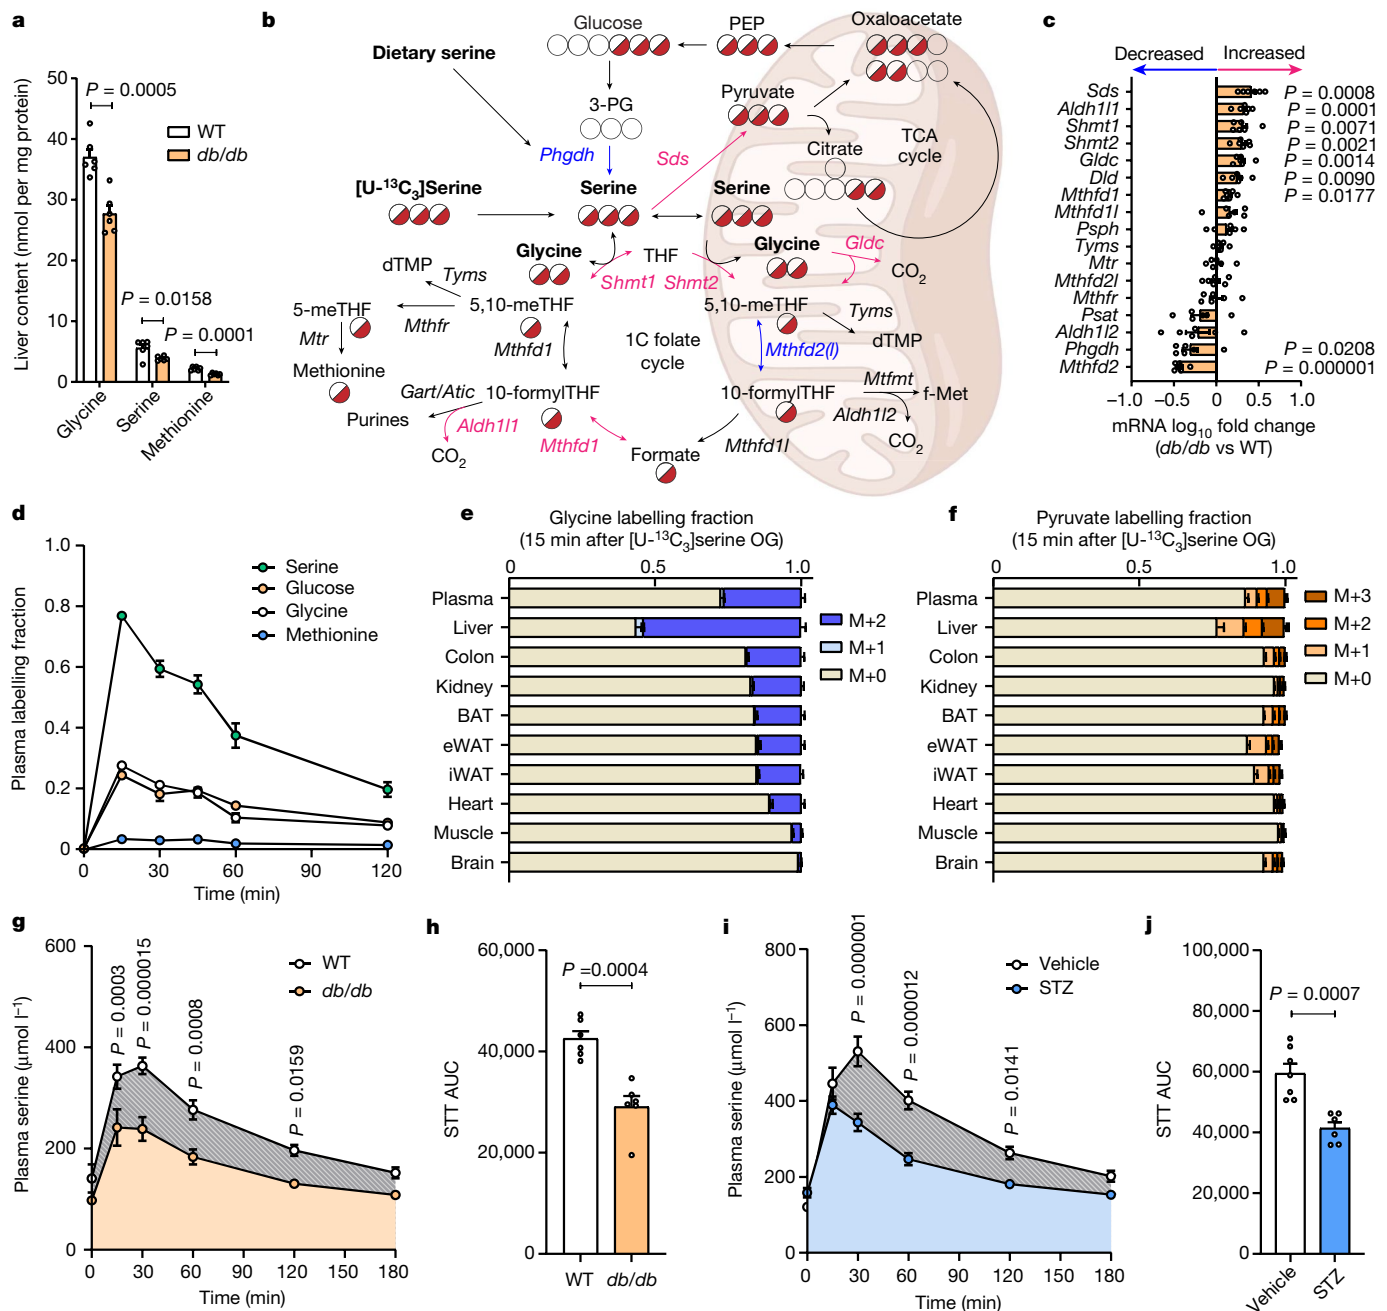 a
Liver content (nmol per mg protein)
50
40
30
20
10
0
P = 0.0005
WT
db/db
P = 0.0158
P = 0.0001
Glycine
Serine
Methionine
b
Glucose
PEP
Oxaloacetate
Dietary serine
3-PG
Pyruvate
Phgdh
Sds
Citrate
TCA
cycle
[U-¹³C₃]Serine
Serine
Serine
Glycine
THF
Glycine
Gldc
CO₂
dTMP
Tyms
Shmt1
Shmt2
5-meTHF
5,10-meTHF
5,10-meTHF
Tyms
Mthfr
dTMP
Mtr
Mthfd1
1C folate
cycle
Mthfd2(l)
Methionine
Mtfmt
Gart/Atic
10-formylTHF
10-formylTHF
f-Met
Purines
Aldh1l1
Mthfd1
Mthfd1l
Aldh1l2
CO₂
Formate
CO₂
c
Decreased
Increased
Sds
P = 0.0008
Aldh1l1
P = 0.0001
Shmt1
P = 0.0071
Shmt2
P = 0.0021
Gldc
P = 0.0014
Dld
P = 0.0090
Mthfd1
P = 0.0177
Mthfd1l
Psph
Tyms
Mtr
Mthfd2l
Mthfr
Psat
Aldh1l2
Phgdh
P = 0.0208
Mthfd2
P = 0.000001
−1.0 −0.5 0 0.5 1.0
mRNA log₁₀ fold change
(db/db vs WT)
d
Plasma labelling fraction
1.0
0.8
0.6
0.4
0.2
0
Serine
Glucose
Glycine
Methionine
0 30 60 90 120
Time (min)
e
Glycine labelling fraction
(15 min after [U-¹³C₃]serine OG)
0 0.5 1.0
Plasma
Liver
Colon
Kidney
BAT
eWAT
iWAT
Heart
Muscle
Brain
M+2
M+1
M+0
f
Pyruvate labelling fraction
(15 min after [U-¹³C₃]serine OG)
0 0.5 1.0
Plasma
Liver
Colon
Kidney
BAT
eWAT
iWAT
Heart
Muscle
Brain
M+3
M+2
M+1
M+0
g
Plasma serine (μmol l⁻¹)
600
400
200
0
P = 0.0003
P = 0.000015
P = 0.0008
P = 0.0159
WT
db/db
0 30 60 90 120 150 180
Time (min)
h
STT AUC
60,000
40,000
20,000
0
P =0.0004
WT db/db
i
Plasma serine (μmol l⁻¹)
800
600
400
200
0
P = 0.000001
P = 0.000012
P = 0.0141
Vehicle
STZ
0 30 60 90 120 150 180
Time (min)
j
STT AUC
100,000
80,000
60,000
40,000
20,000
0
P = 0.0007
Vehicle
STZ